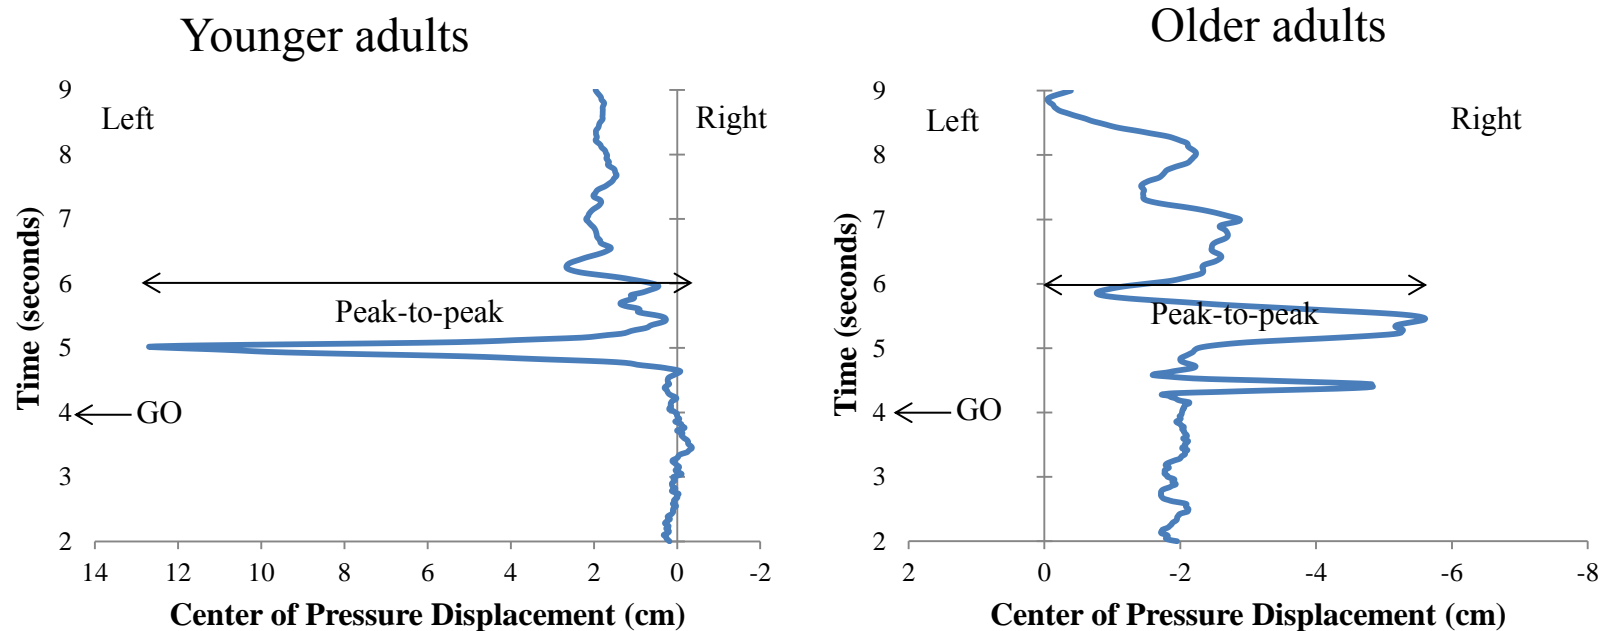 Younger adults
Older adults
9
8
7
6
5
4
3
2
Left
Right
Peak-to-peak
GO
Time (seconds)
14 12 10 8 6 4 2 0 -2
Center of Pressure Displacement (cm)
9
8
7
6
5
4
3
2
Left
Right
Peak-to-peak
GO
Time (seconds)
2 0 -2 -4 -6 -8
Center of Pressure Displacement (cm)